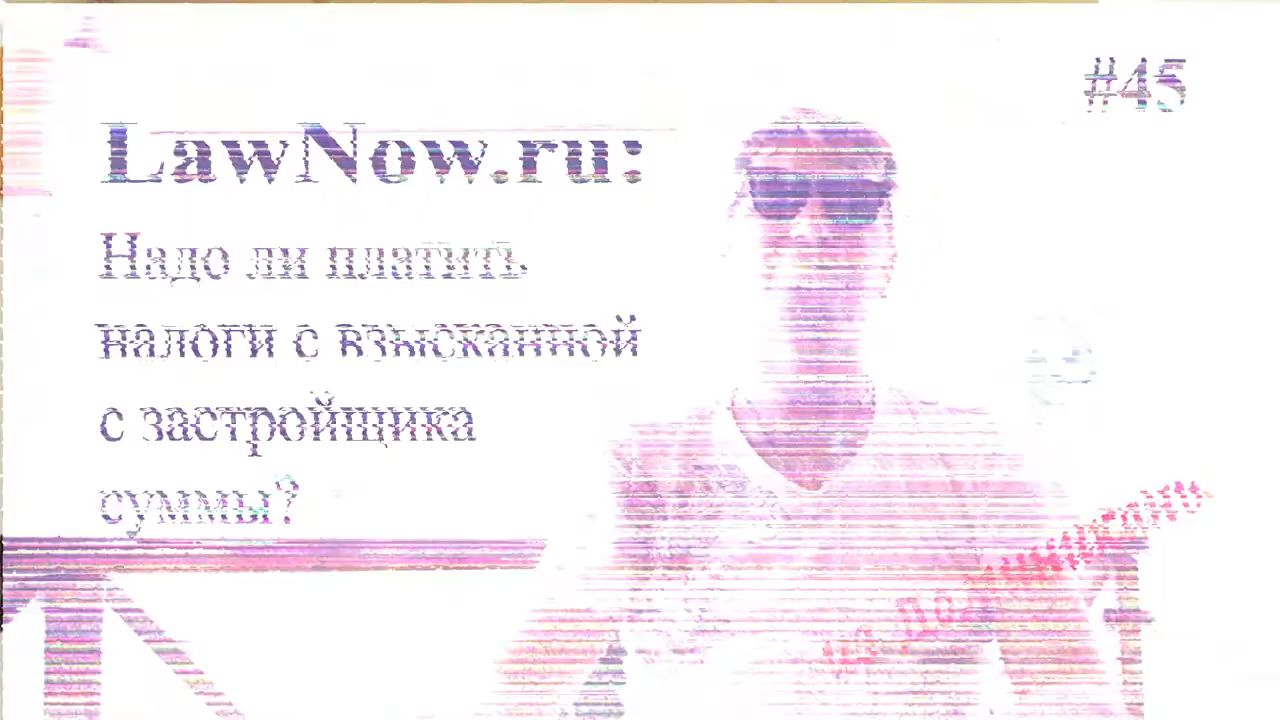 #45
LawNow.ru:
Надо ли платить
налоги с взысканной
с застройщика
суммы?